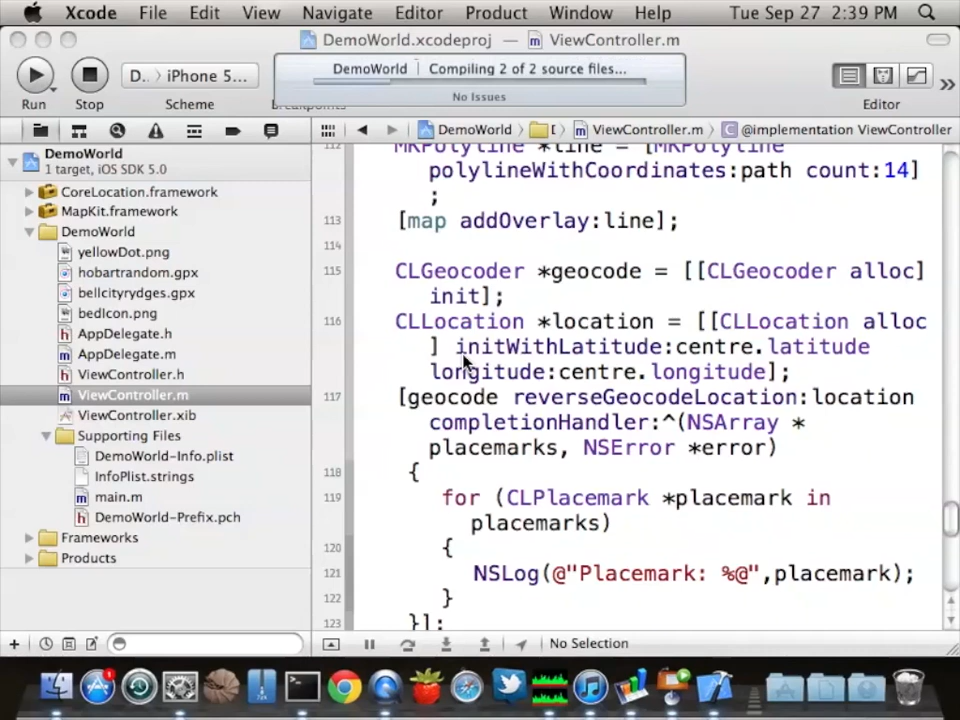 Xcode File Edit View Navigate Editor Product Window Help Tue Sep 27 2:39 PM
DemoWorld.xcodeproj — ViewController.m
D... iPhone 5...
DemoWorld | Compiling 2 of 2 source files...
No Issues
Run Stop Scheme Editor
DemoWorld ViewController.m @implementation ViewController
DemoWorld
1 target, iOS SDK 5.0
CoreLocation.framework
MapKit.framework
DemoWorld
yellowDot.png
hobartrandom.gpx
bellcityrydges.gpx
bedIcon.png
AppDelegate.h
AppDelegate.m
ViewController.h
ViewController.m
ViewController.xib
Supporting Files
DemoWorld-Info.plist
InfoPlist.strings
main.m
DemoWorld-Prefix.pch
Frameworks
Products
112 MKPolyline *line = [MKPolyline
polylineWithCoordinates:path count:14]
;
113 [map addOverlay:line];
114
115 CLGeocoder *geocode = [[CLGeocoder alloc]
init];
116 CLLocation *location = [[CLLocation alloc
] initWithLatitude:centre.latitude
longitude:centre.longitude];
117 [geocode reverseGeocodeLocation:location
completionHandler:^(NSArray *
placemarks, NSError *error)
118 {
119 for (CLPlacemark *placemark in
placemarks)
120 {
121 NSLog(@"Placemark: %@",placemark);
122 }
123 }];
No Selection